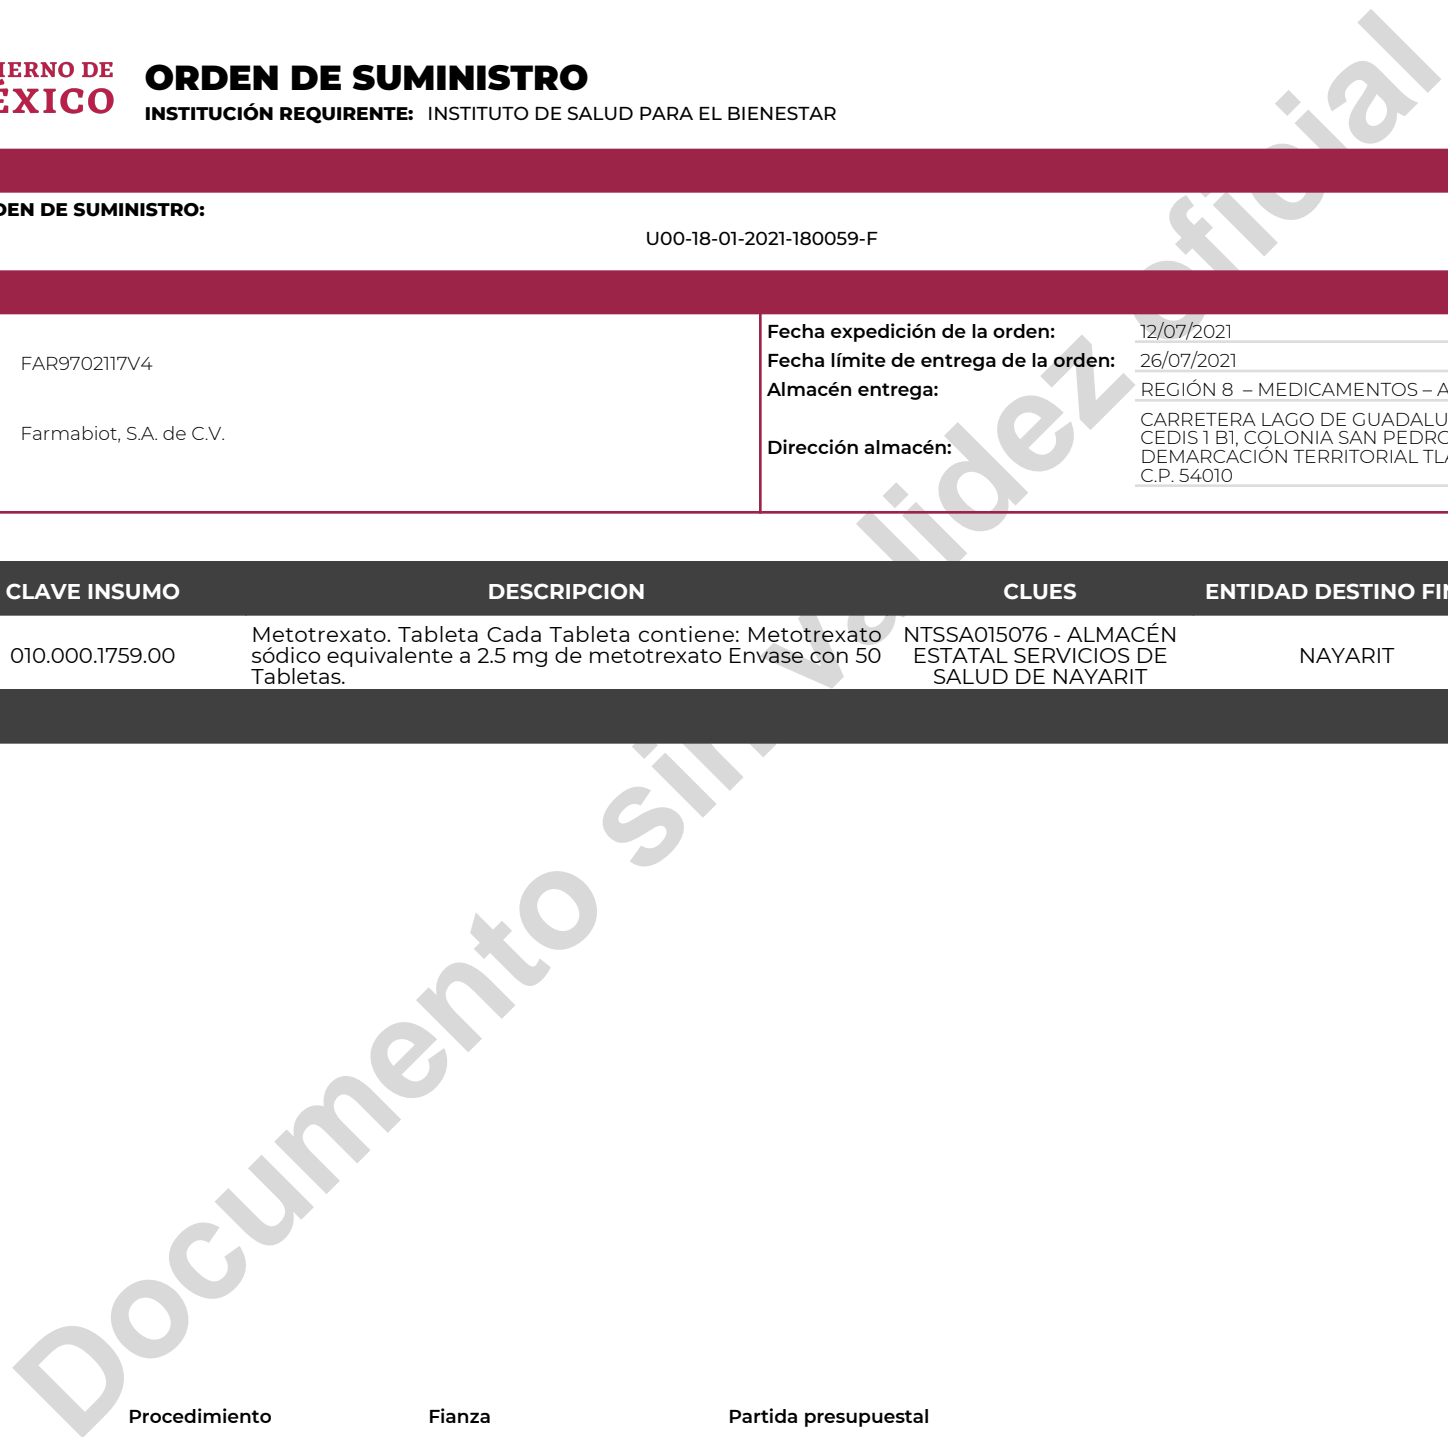 IERNO DE
ÉXICO
ORDEN DE SUMINISTRO
INSTITUCIÓN REQUIRENTE: INSTITUTO DE SALUD PARA EL BIENESTAR
DEN DE SUMINISTRO:
U00-18-01-2021-180059-F
FAR9702117V4
Farmabiot, S.A. de C.V.
Fecha expedición de la orden: 12/07/2021
Fecha límite de entrega de la orden: 26/07/2021
Almacén entrega: REGIÓN 8 – MEDICAMENTOS – A
Dirección almacén:
CARRETERA LAGO DE GUADALU
CEDIS 1 B1, COLONIA SAN PEDRO
DEMARCACIÓN TERRITORIAL TLA
C.P. 54010
CLAVE INSUMO DESCRIPCION CLUES ENTIDAD DESTINO FIN
010.000.1759.00
Metotrexato. Tableta Cada Tableta contiene: Metotrexato
sódico equivalente a 2.5 mg de metotrexato Envase con 50
Tabletas.
NTSSA015076 - ALMACÉN
ESTATAL SERVICIOS DE
SALUD DE NAYARIT
NAYARIT
Documento sin validez oficial
Procedimiento Fianza Partida presupuestal